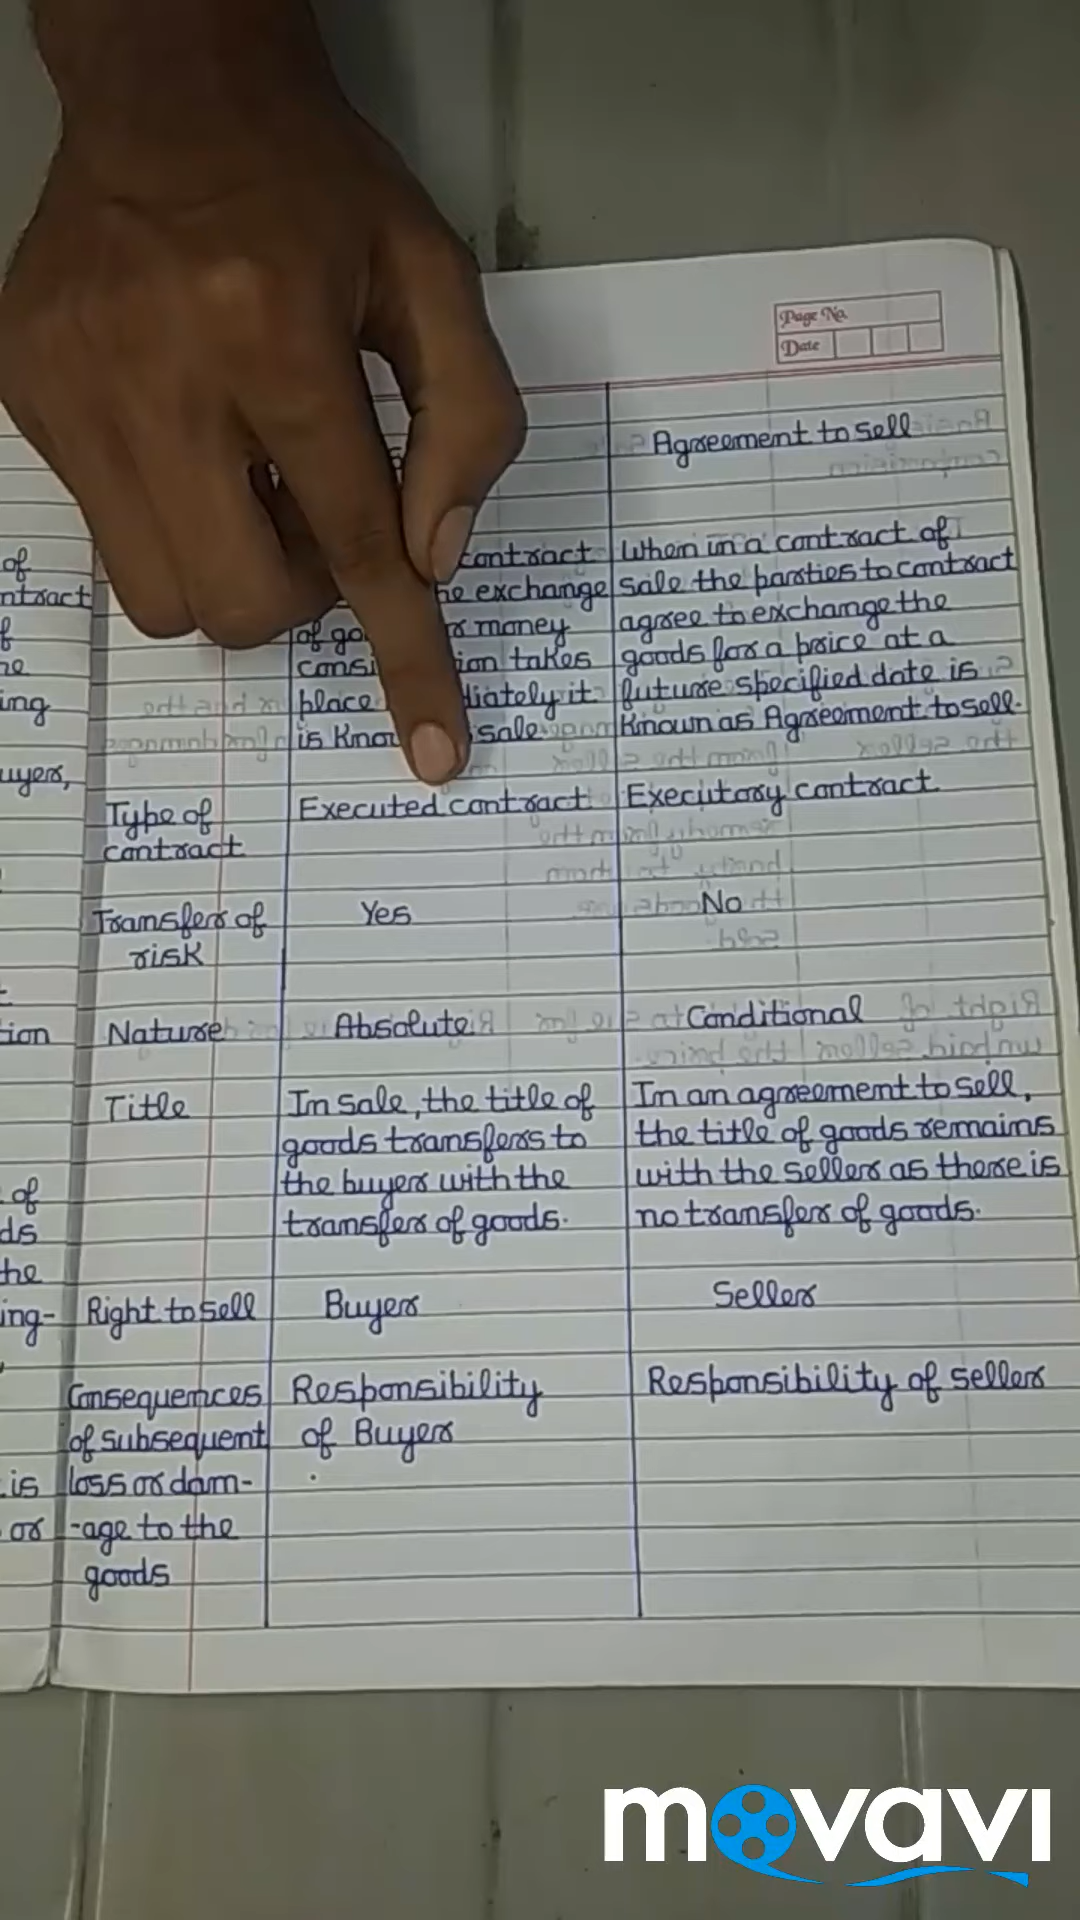 Page No.
Date
Agreement to sell
contract
exchange
of money
takes
place it
is sale
When in a contract of
sale the parties to contract
agree to exchange the
goods for a price at a
future specified date is
Known as Agreement to sell.
Type of
contract
Executed contract
Executory contract
Transfer of
risk
Yes
No
Nature
Absolute
Conditional
Title
In sale, the title of
goods transfers to
the buyer with the
transfer of goods.
In an agreement to sell,
the title of goods remains
with the seller as there is
no transfer of goods.
Right to sell
Buyer
Seller
Consequences
of subsequent
loss or dam-
-age to the
goods
Responsibility
of Buyer
Responsibility of seller
of
he
is
or
movavi